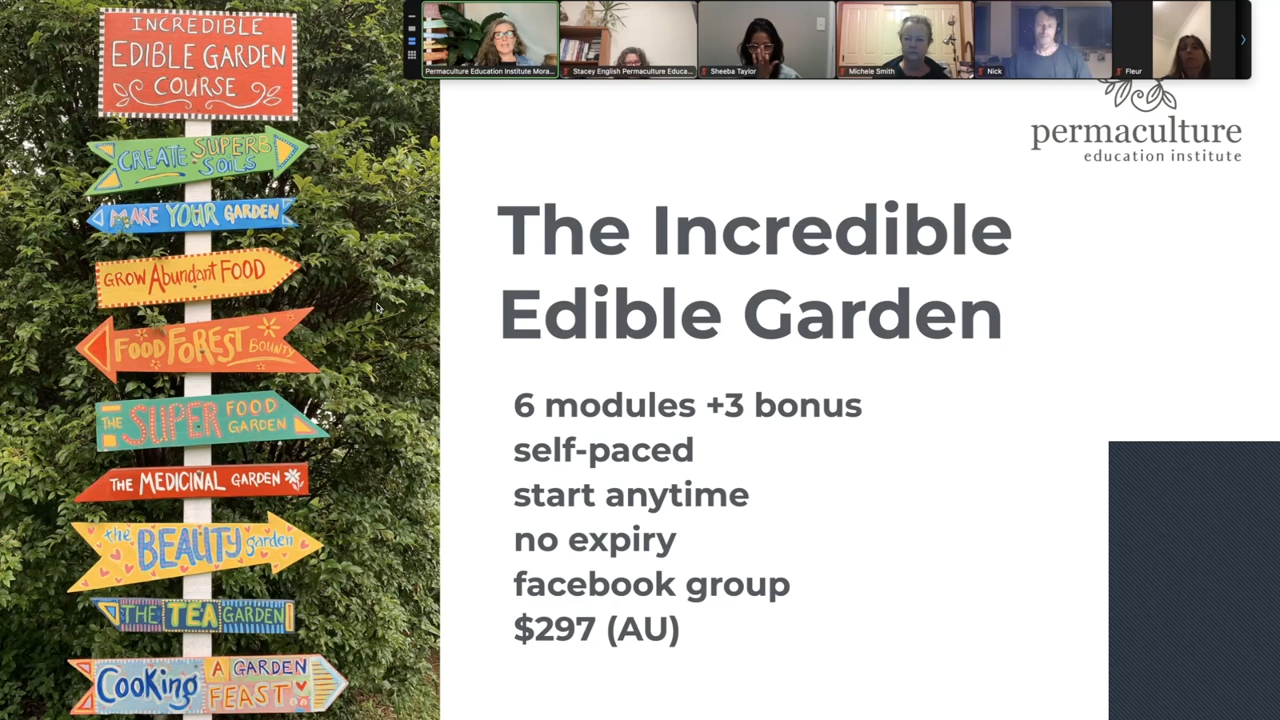 INCREDIBLE
EDIBLE GARDEN
COURSE
CREATE SUPERB
SOILS
MAKE YOUR GARDEN
GROW Abundant FOOD
FOOD FOREST BOUNTY
THE SUPER FOOD
GARDEN
THE MEDICINAL GARDEN
the BEAUTY garden
THE TEA GARDEN
COOKING A GARDEN
FEAST
Permaculture Education Institute Mora...
Stacey English Permaculture Educa...
Sheeba Taylor
Michele Smith
Nick
Fleur
permaculture
education institute
The Incredible
Edible Garden
6 modules +3 bonus
self-paced
start anytime
no expiry
facebook group
$297 (AU)